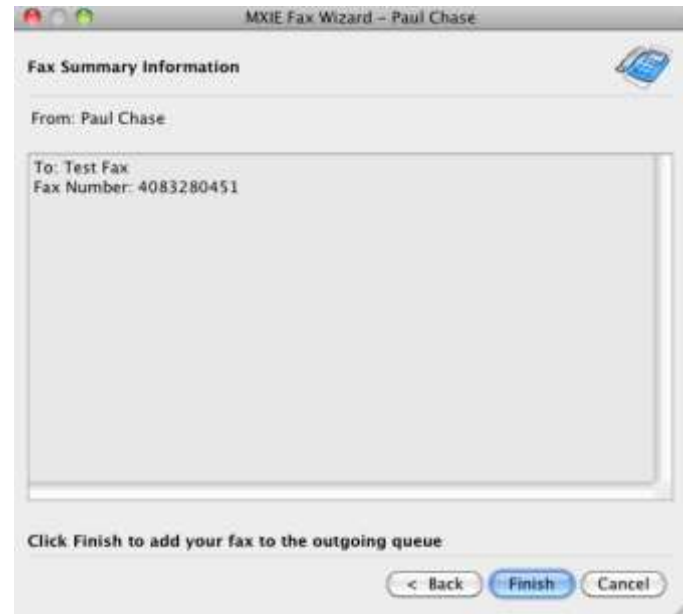 MXIE Fax Wizard – Paul Chase
Fax Summary Information
From: Paul Chase
To: Test Fax
Fax Number: 4083280451
Click Finish to add your fax to the outgoing queue
< Back Finish Cancel